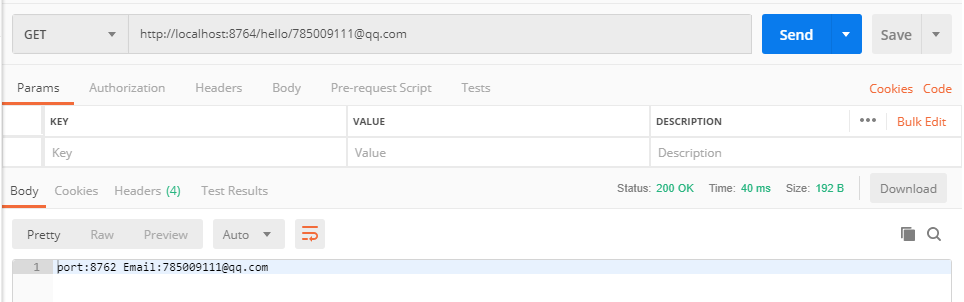 GET http://localhost:8764/hello/785009111@qq.com Send Save
Params Authorization Headers Body Pre-request Script Tests Cookies Code
KEY VALUE DESCRIPTION ••• Bulk Edit
Key Value Description
Body Cookies Headers (4) Test Results Status: 200 OK Time: 40 ms Size: 192 B Download
Pretty Raw Preview Auto
1 port:8762 Email:785009111@qq.com